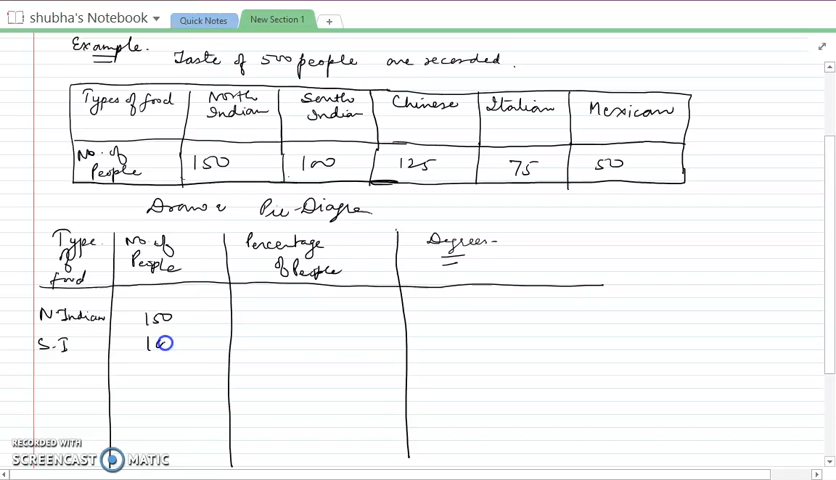 shubha's Notebook
Quick Notes
New Section 1
Example.
Taste of 500 people are recorded.
Types of food North Indian South Indian Chinese Italian Mexican
No. of People 150 100 125 75 50
Draw a Pie-Diagram
Type of food No. of People Percentage of People Degrees-
N Indian 150
S.I 10
RECORDED WITH
SCREENCAST MATIC